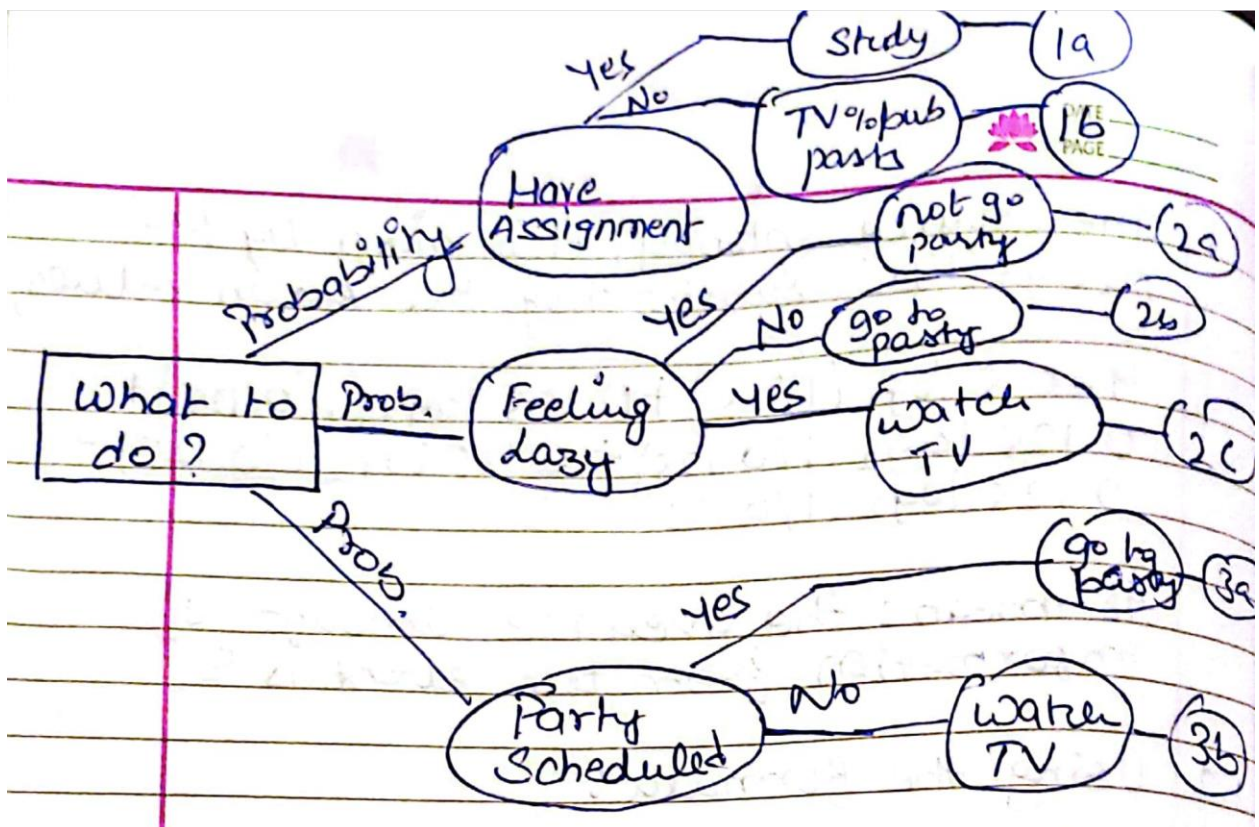 Yes
Study
1a
No
TV % pub
party
1b
DATE
PAGE
Have
Assignment
Probability
Yes
not go
party
2a
No
go to
party
2b
What to
do ?
Prob.
Feeling
Lazy
Yes
Watch
TV
2c
Prob.
Yes
go to
party
3a
Party
Scheduled
No
Watch
TV
3b